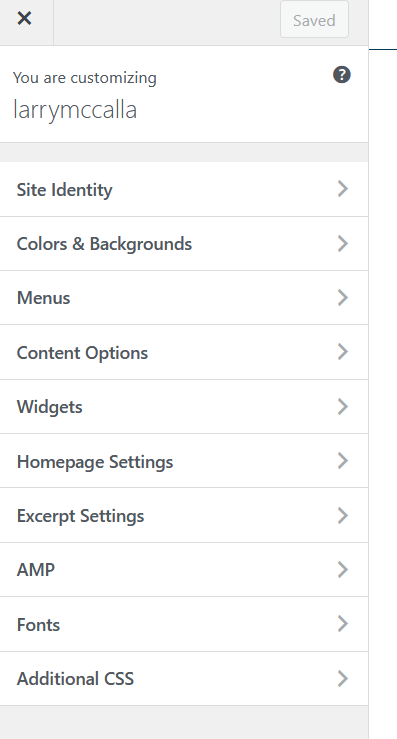 Saved
You are customizing
larrymccalla
Site Identity
Colors & Backgrounds
Menus
Content Options
Widgets
Homepage Settings
Excerpt Settings
AMP
Fonts
Additional CSS